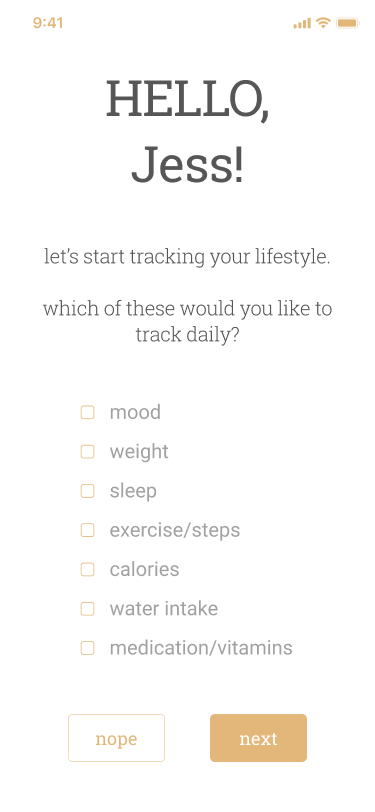 9:41
HELLO,
Jess!
let’s start tracking your lifestyle.
which of these would you like to
track daily?
mood
weight
sleep
exercise/steps
calories
water intake
medication/vitamins
nope
next